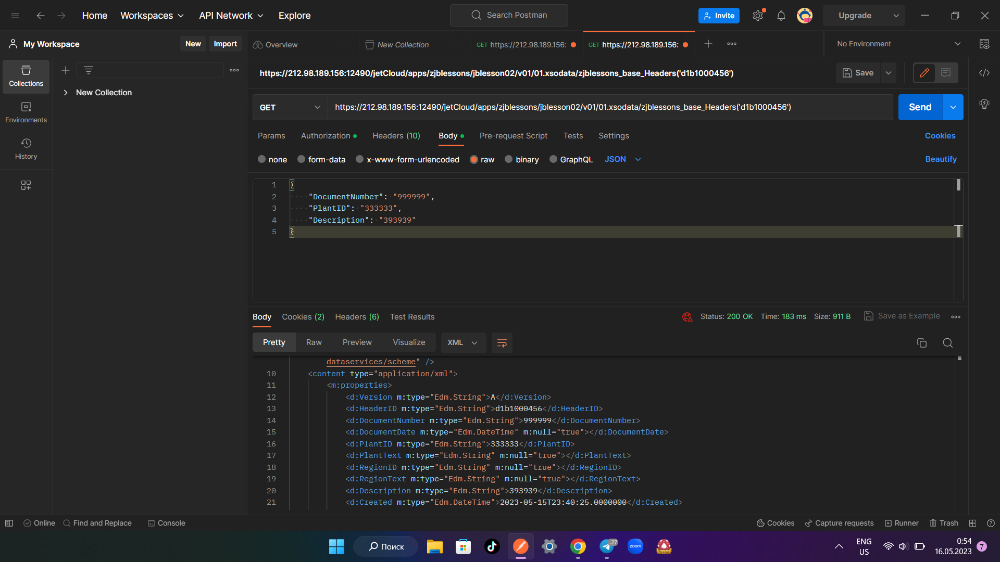 Home Workspaces API Network Explore Search Postman Invite Upgrade
My Workspace New Import Overview New Collection GET https://212.98.189.156: GET https://212.98.189.156: No Environment
Collections
Environments
History
New Collection
https://212.98.189.156:12490/jetCloud/apps/zjblessons/jblesson02/v01/01.xsodata/zjblessons_base_Headers('d1b1000456') Save
GET https://212.98.189.156:12490/jetCloud/apps/zjblessons/jblesson02/v01/01.xsodata/zjblessons_base_Headers('d1b1000456') Send
Params Authorization Headers (10) Body Pre-request Script Tests Settings Cookies
none form-data x-www-form-urlencoded raw binary GraphQL JSON Beautify
1 {
2 "DocumentNumber": "999999",
3 "PlantID": "333333",
4 "Description": "393939"
5 }
Body Cookies (2) Headers (6) Test Results Status: 200 OK Time: 183 ms Size: 911 B Save as Example
Pretty Raw Preview Visualize XML
dataservices/scheme" />
10 <content type="application/xml">
11 <m:properties>
12 <d:Version m:type="Edm.String">A</d:Version>
13 <d:HeaderID m:type="Edm.String">d1b1000456</d:HeaderID>
14 <d:DocumentNumber m:type="Edm.String">999999</d:DocumentNumber>
15 <d:DocumentDate m:type="Edm.DateTime" m:null="true"></d:DocumentDate>
16 <d:PlantID m:type="Edm.String">333333</d:PlantID>
17 <d:PlantText m:type="Edm.String" m:null="true"></d:PlantText>
18 <d:RegionID m:type="Edm.String" m:null="true"></d:RegionID>
19 <d:RegionText m:type="Edm.String" m:null="true"></d:RegionText>
20 <d:Description m:type="Edm.String">393939</d:Description>
21 <d:Created m:type="Edm.DateTime">2023-05-15T23:40:25.0000000</d:Created>
Online Find and Replace Console Cookies Capture requests Runner Trash
Поиск 27 zoom ENG US 0:54 16.05.2023 7